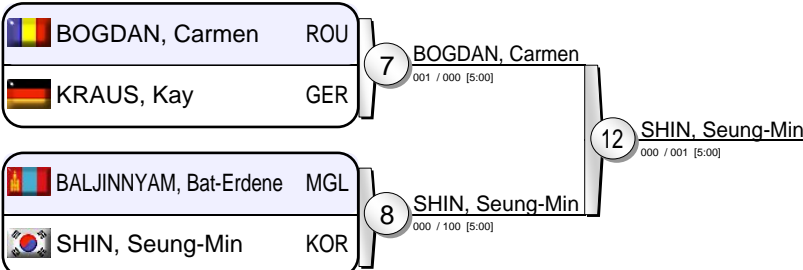 BOGDAN, Carmen ROU
KRAUS, Kay GER
7
BOGDAN, Carmen
001 / 000 [5:00]
BALJINNYAM, Bat-Erdene MGL
SHIN, Seung-Min KOR
8
SHIN, Seung-Min
000 / 100 [5:00]
12
SHIN, Seung-Min
000 / 001 [5:00]